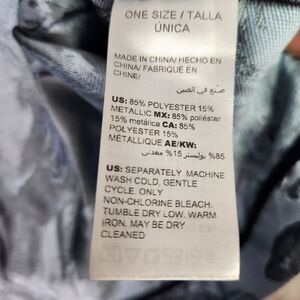 ONE SIZE / TALLA
ÚNICA
MADE IN CHINA/ HECHO EN
CHINA/ FABRIQUÉ EN
CHINE/
صنع في الصين
US: 85% POLYESTER 15%
METALLIC MX: 85% poliéster
15% metálica CA: 85%
POLYESTER 15%
MÉTALLIQUE AE/KW:
85% بوليستر 15% معدني
US: SEPARATELY. MACHINE
WASH COLD, GENTLE
CYCLE. ONLY
NON-CHLORINE BLEACH.
TUMBLE DRY LOW. WARM
IRON. MAY BE DRY
CLEANED